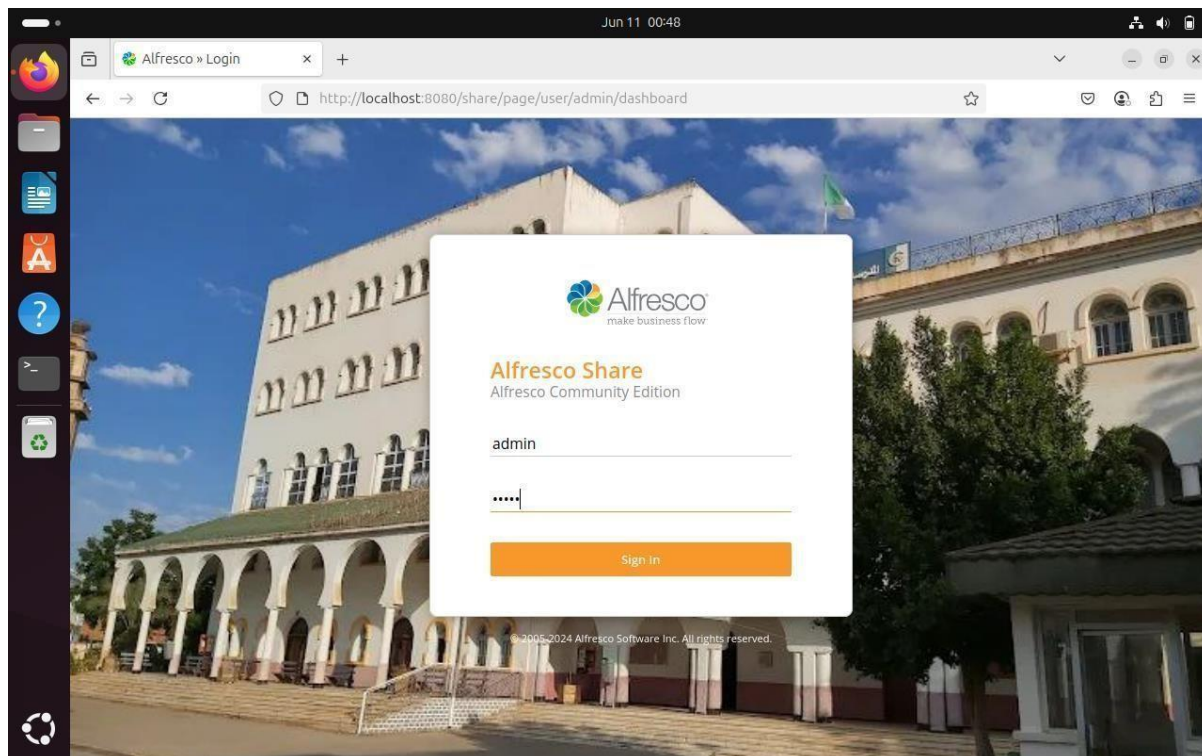 Jun 11 00:48
Alfresco » Login
http://localhost:8080/share/page/user/admin/dashboard
Alfresco
make business flow
Alfresco Share
Alfresco Community Edition
admin
•••••
Sign In
© 2005-2024 Alfresco Software Inc. All rights reserved.